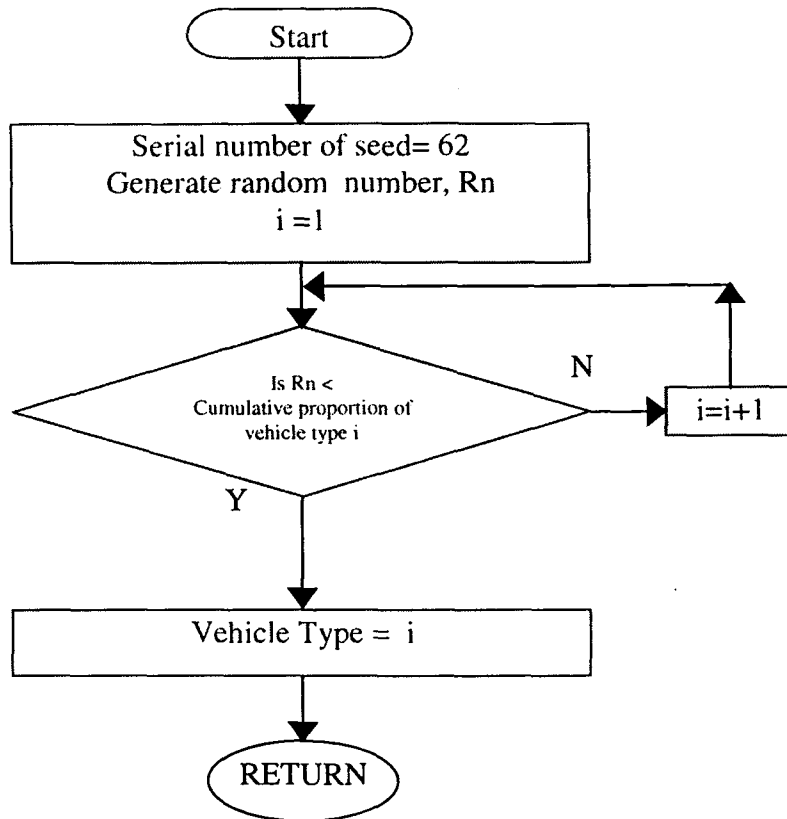 Start
Serial number of seed= 62
Generate random number, Rn
i =1
Is Rn <
Cumulative proportion of
vehicle type i
N
i=i+1
Y
Vehicle Type = i
RETURN